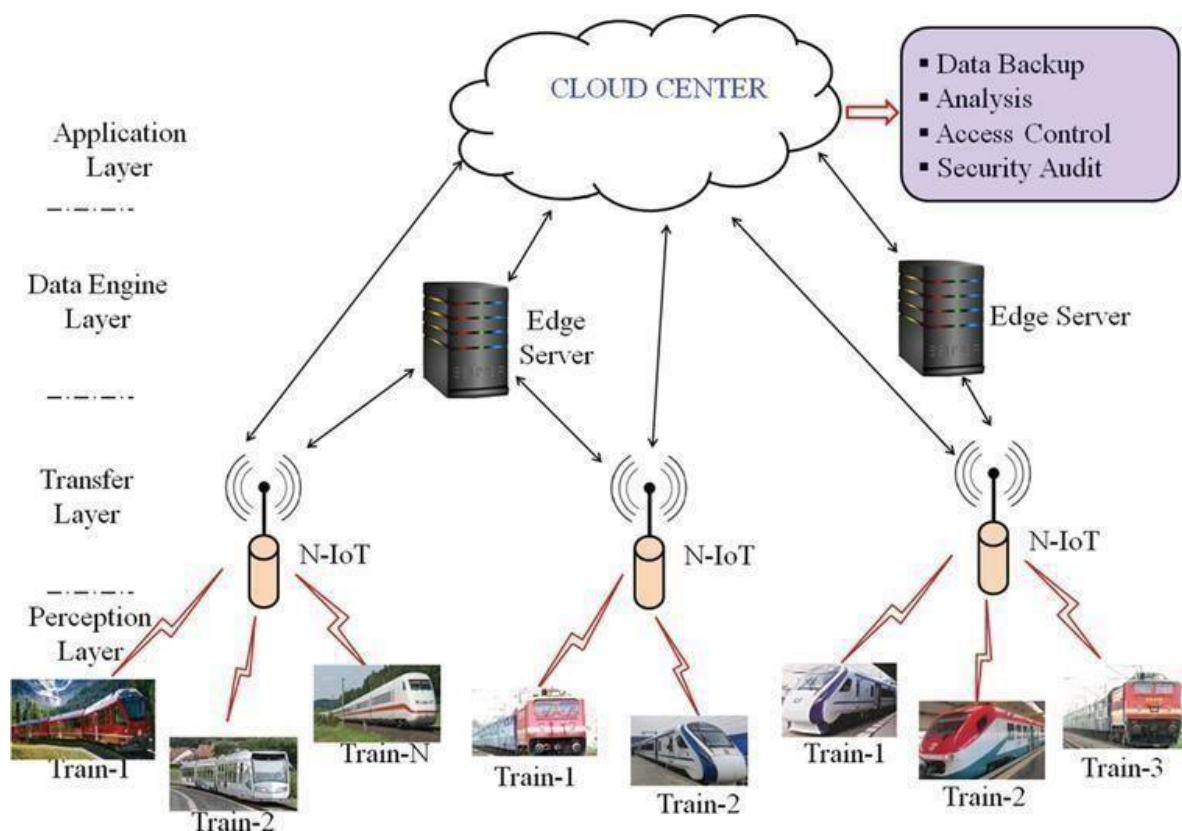 CLOUD CENTER
▪ Data Backup
▪ Analysis
▪ Access Control
▪ Security Audit
Application
Layer
Data Engine
Layer
Edge
Server
Edge Server
Transfer
Layer
N-IoT
N-IoT
N-IoT
Perception
Layer
Train-1
Train-2
Train-N
Train-1
Train-2
Train-1
Train-2
Train-3